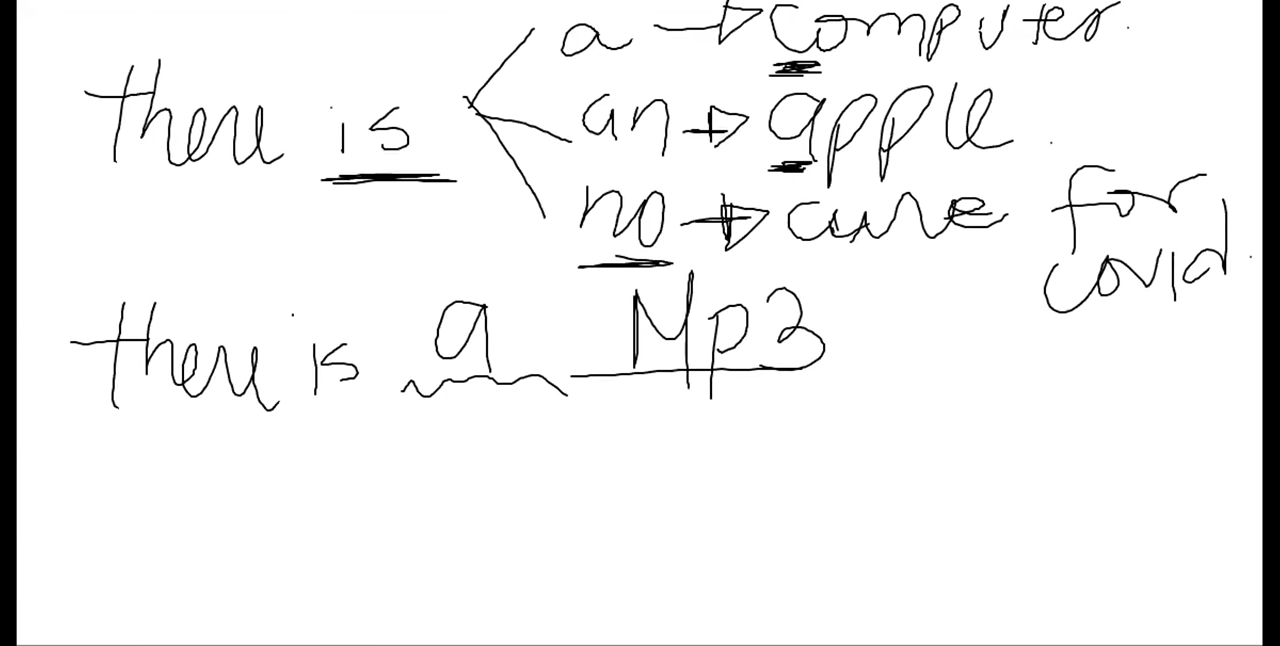 a → computer.
there is an → apple.
no → cure for covid.
there is a Mp3